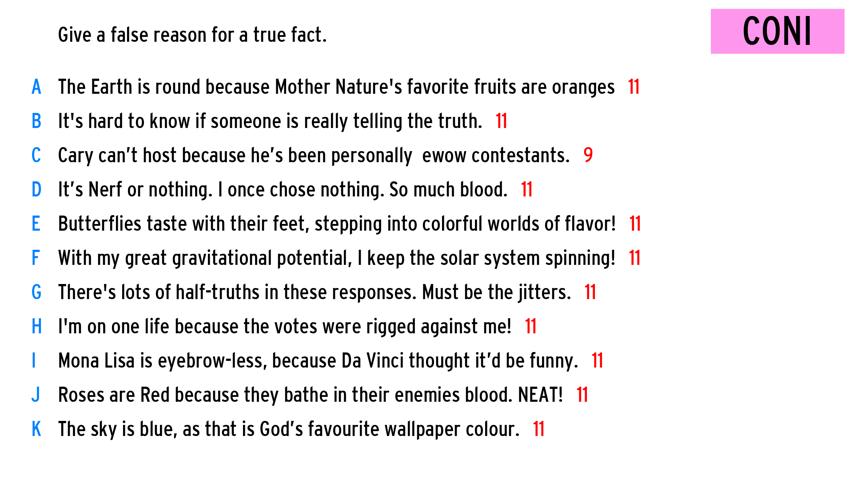 Give a false reason for a true fact.
CONI
A The Earth is round because Mother Nature's favorite fruits are oranges 11
B It's hard to know if someone is really telling the truth. 11
C Cary can’t host because he’s been personally  ewow contestants. 9
D It’s Nerf or nothing. I once chose nothing. So much blood. 11
E Butterflies taste with their feet, stepping into colorful worlds of flavor! 11
F With my great gravitational potential, I keep the solar system spinning! 11
G There's lots of half-truths in these responses. Must be the jitters. 11
H I'm on one life because the votes were rigged against me! 11
I Mona Lisa is eyebrow-less, because Da Vinci thought it’d be funny. 11
J Roses are Red because they bathe in their enemies blood. NEAT! 11
K The sky is blue, as that is God’s favourite wallpaper colour. 11